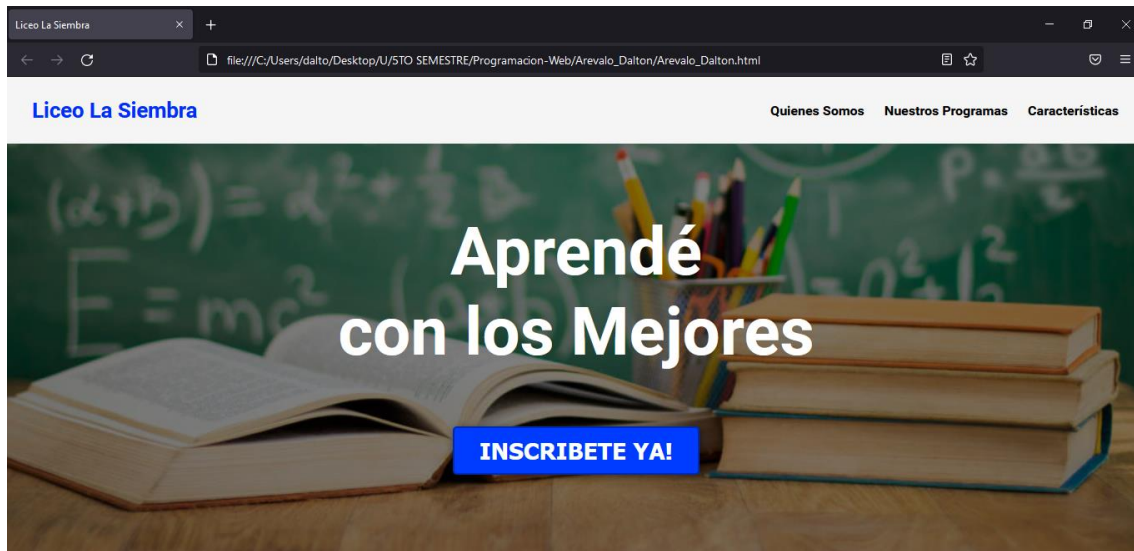 Liceo La Siembra
file:///C:/Users/dalto/Desktop/U/5TO SEMESTRE/Programacion-Web/Arevalo_Dalton/Arevalo_Dalton.html
Liceo La Siembra
Quienes Somos Nuestros Programas Características
Aprendé
con los Mejores
INSCRIBETE YA!